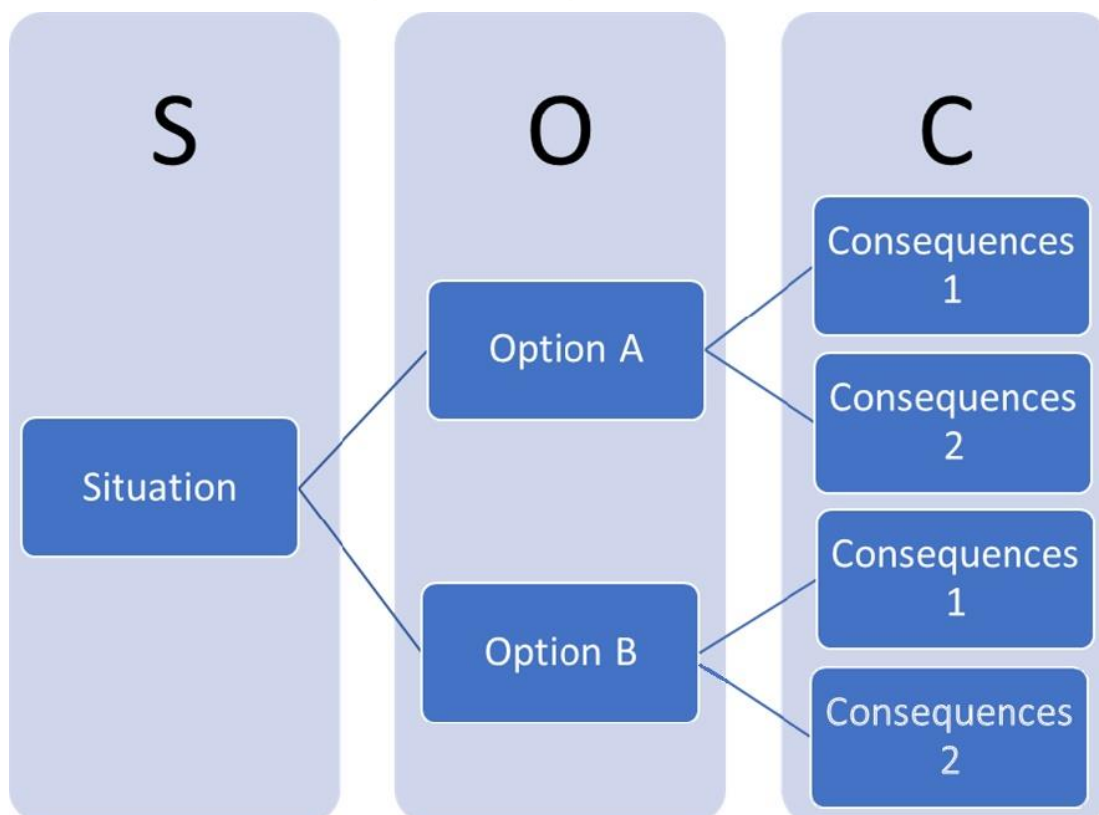 S
O
C
Situation
Option A
Option B
Consequences
1
Consequences
2
Consequences
1
Consequences
2